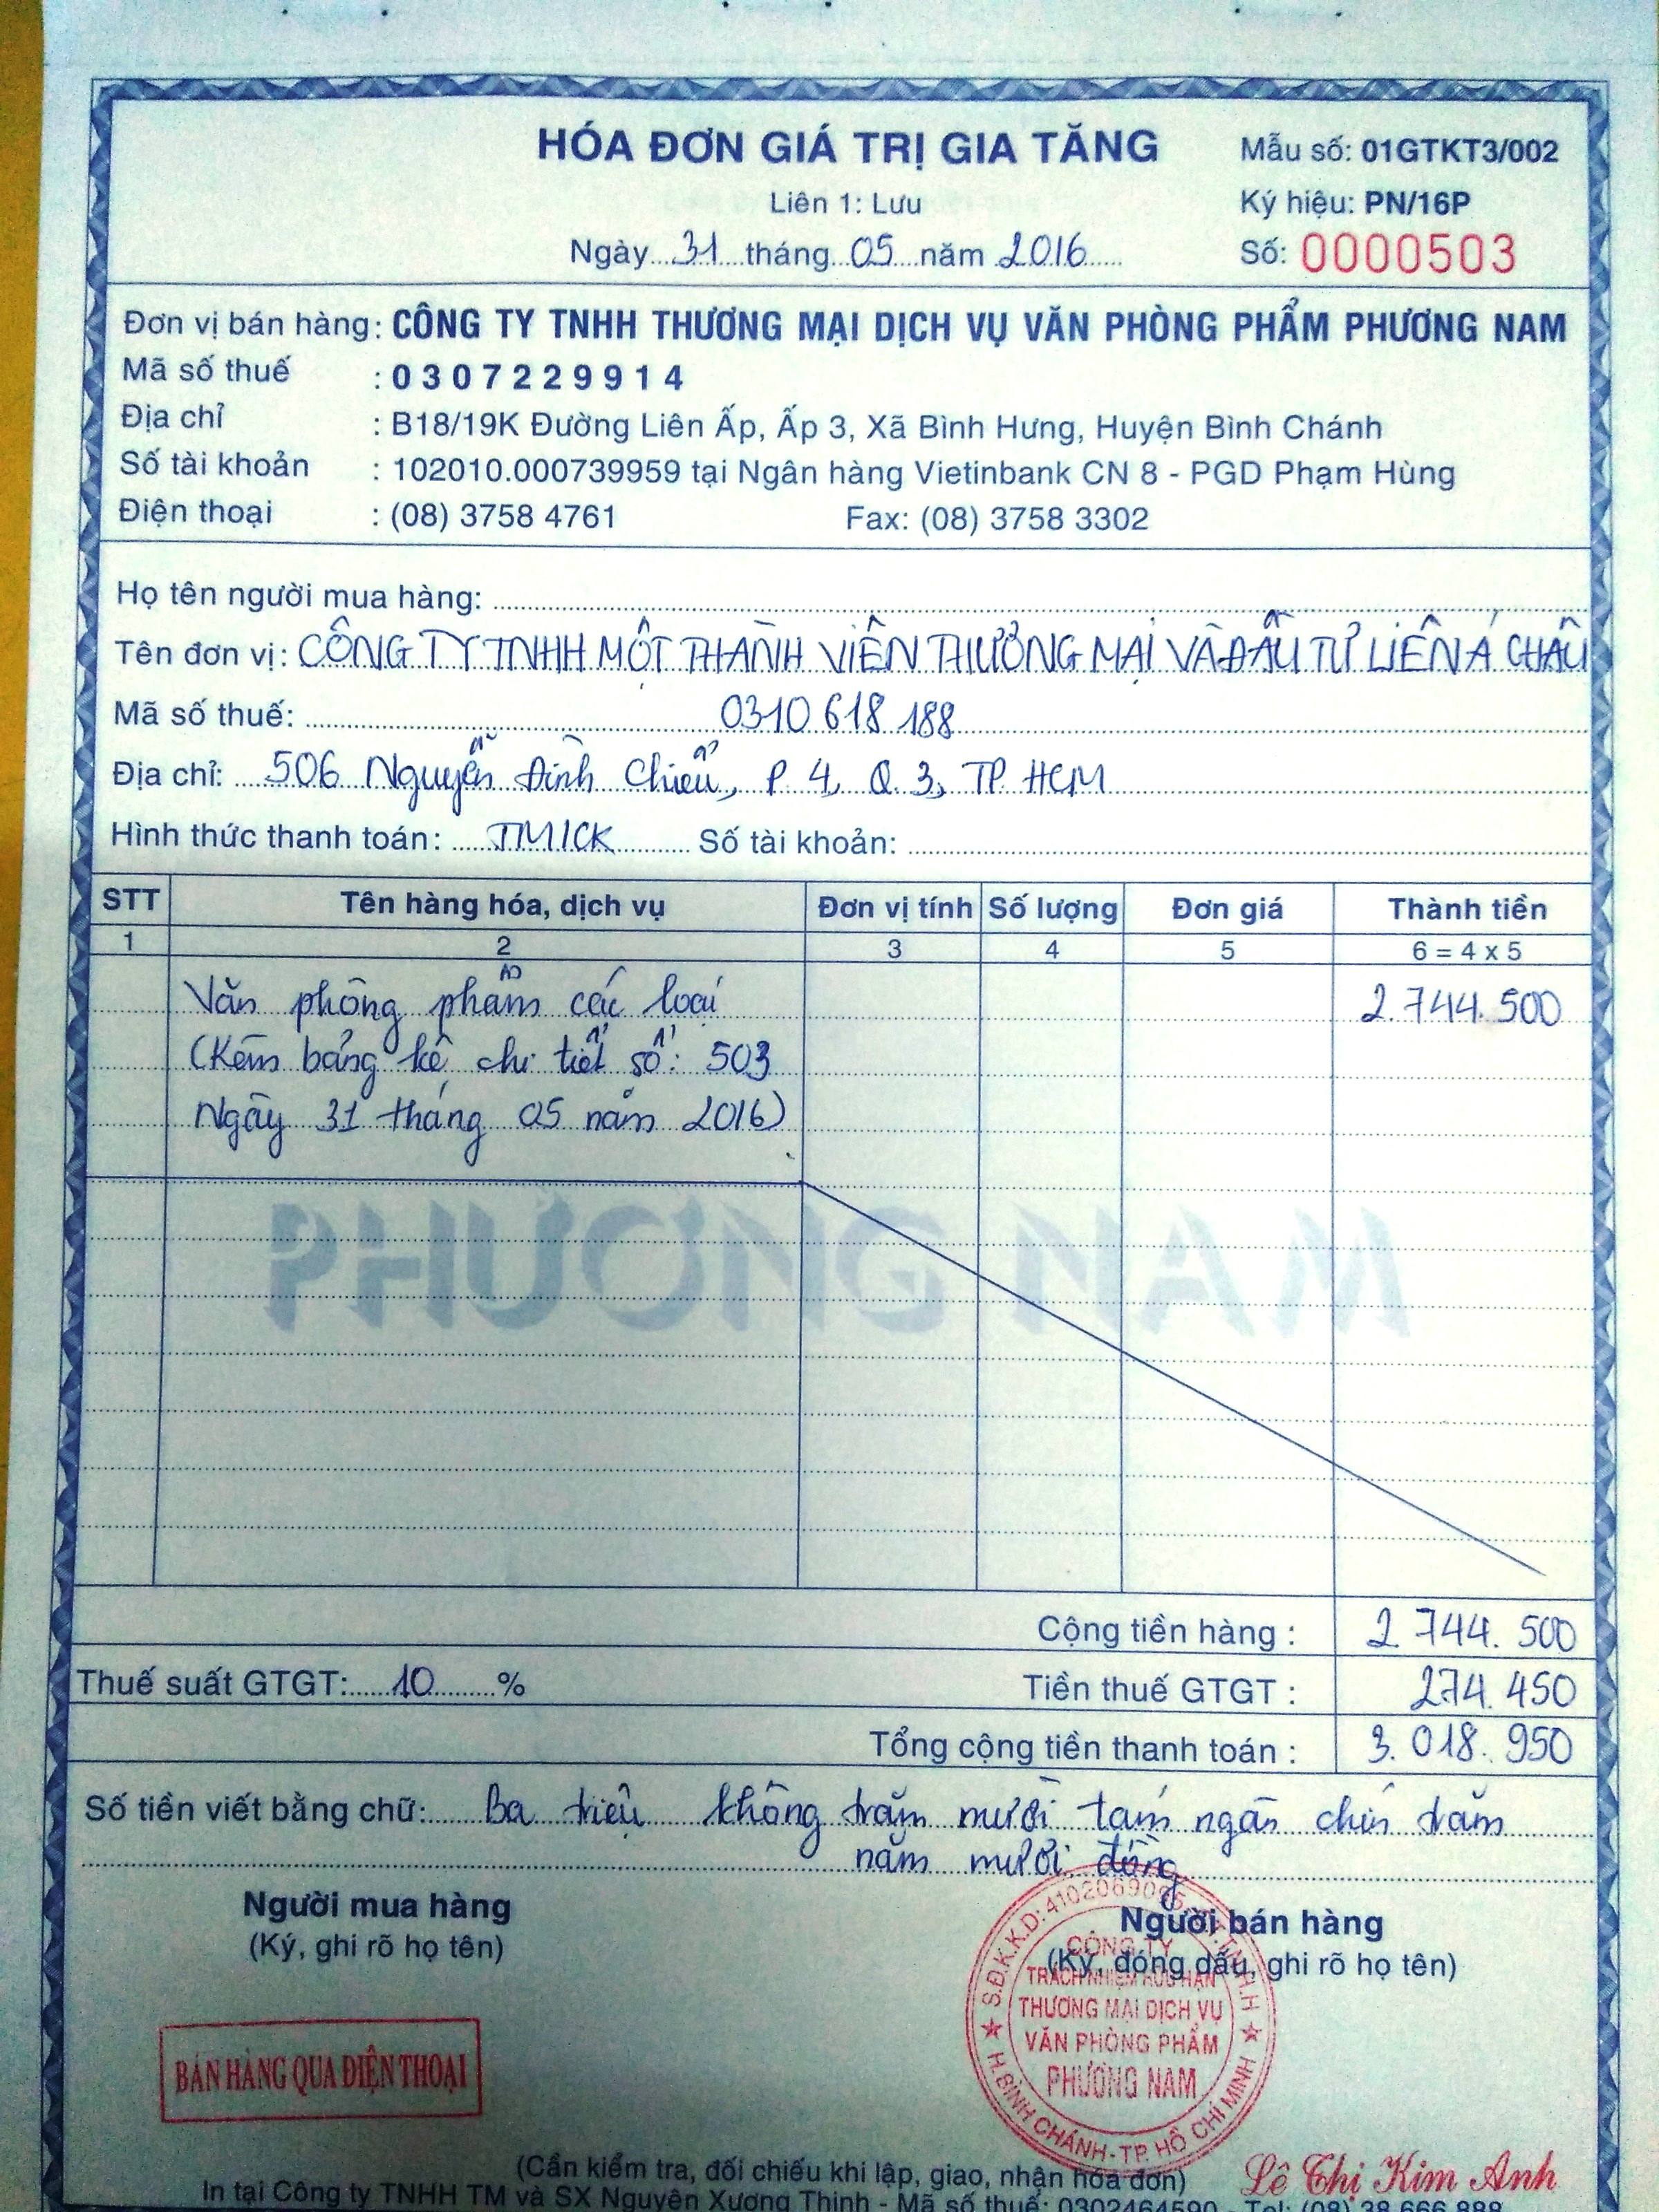 HÓA ĐƠN GIÁ TRỊ GIA TĂNG
Mẫu số: 01GTKT3/002
Liên 1: Lưu
Ký hiệu: PN/16P
Ngày 31 tháng 05 năm 2016
Số: 0000503
Đơn vị bán hàng: CÔNG TY TNHH THƯƠNG MẠI DỊCH VỤ VĂN PHÒNG PHẨM PHƯƠNG NAM
Mã số thuế : 0307229914
Địa chỉ : B18/19K Đường Liên Ấp, Ấp 3, Xã Bình Hưng, Huyện Bình Chánh
Số tài khoản : 102010.000739959 tại Ngân hàng Vietinbank CN 8 - PGD Phạm Hùng
Điện thoại : (08) 3758 4761 Fax: (08) 3758 3302
Họ tên người mua hàng:
Tên đơn vị: CÔNG TY TNHH MỘT THÀNH VIÊN THƯƠNG MẠI VÀ ĐẦU TƯ LIÊN Á CHÂU
Mã số thuế: 0310 618 188
Địa chỉ: 506 Nguyễn Đình Chiểu, P 4, Q. 3, TP HCM
Hình thức thanh toán: TM/CK Số tài khoản:
STT Tên hàng hóa, dịch vụ Đơn vị tính Số lượng Đơn giá Thành tiền
1 2 3 4 5 6 = 4 x 5
Văn phòng phẩm các loại 2.744.500
(Kèm bảng kê chi tiết số: 503
Ngày 31 tháng 05 năm 2016)
PHƯƠNG NAM
Cộng tiền hàng : 2.744.500
Thuế suất GTGT: 10 % Tiền thuế GTGT : 274.450
Tổng cộng tiền thanh toán : 3.018.950
Số tiền viết bằng chữ: Ba triệu không trăm mười tám ngàn chín trăm
năm mươi đồng
Người mua hàng Người bán hàng
(Ký, ghi rõ họ tên) (Ký, đóng dấu, ghi rõ họ tên)
CÔNG TY
TRÁCH NHIỆM HỮU HẠN
THƯƠNG MẠI DỊCH VỤ
VĂN PHÒNG PHẨM
PHƯƠNG NAM
H.BÌNH CHÁNH - TP. HỒ CHÍ MINH
BÁN HÀNG QUA ĐIỆN THOẠI
(Cần kiểm tra, đối chiếu khi lập, giao, nhận hóa đơn)
Lê Thị Kim Anh
In tại Công ty TNHH TM và SX Nguyên Xương Thịnh - Mã số thuế: 0302464590 - Tel: (08) 38 666 888